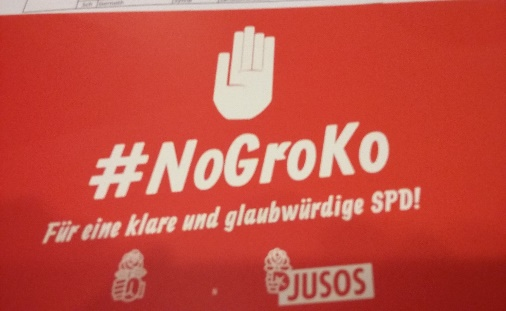 #NoGroKo
Für eine klare und glaubwürdige SPD!
JUSOS